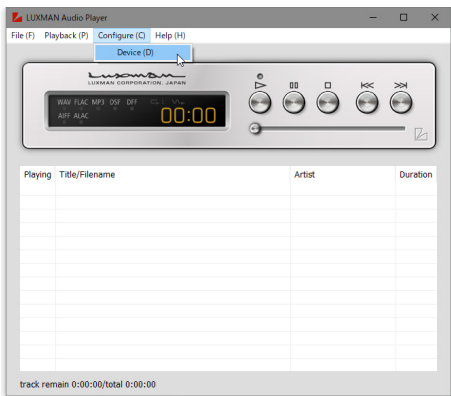 LUXMAN Audio Player
File (F) Playback (P) Configure (C) Help (H)
Device (D)
LUXMAN
LUXMAN CORPORATION, JAPAN
WAV FLAC MP3 DSF DFF
AIFF ALAC
00:00
Playing Title/Filename Artist Duration
track remain 0:00:00/total 0:00:00